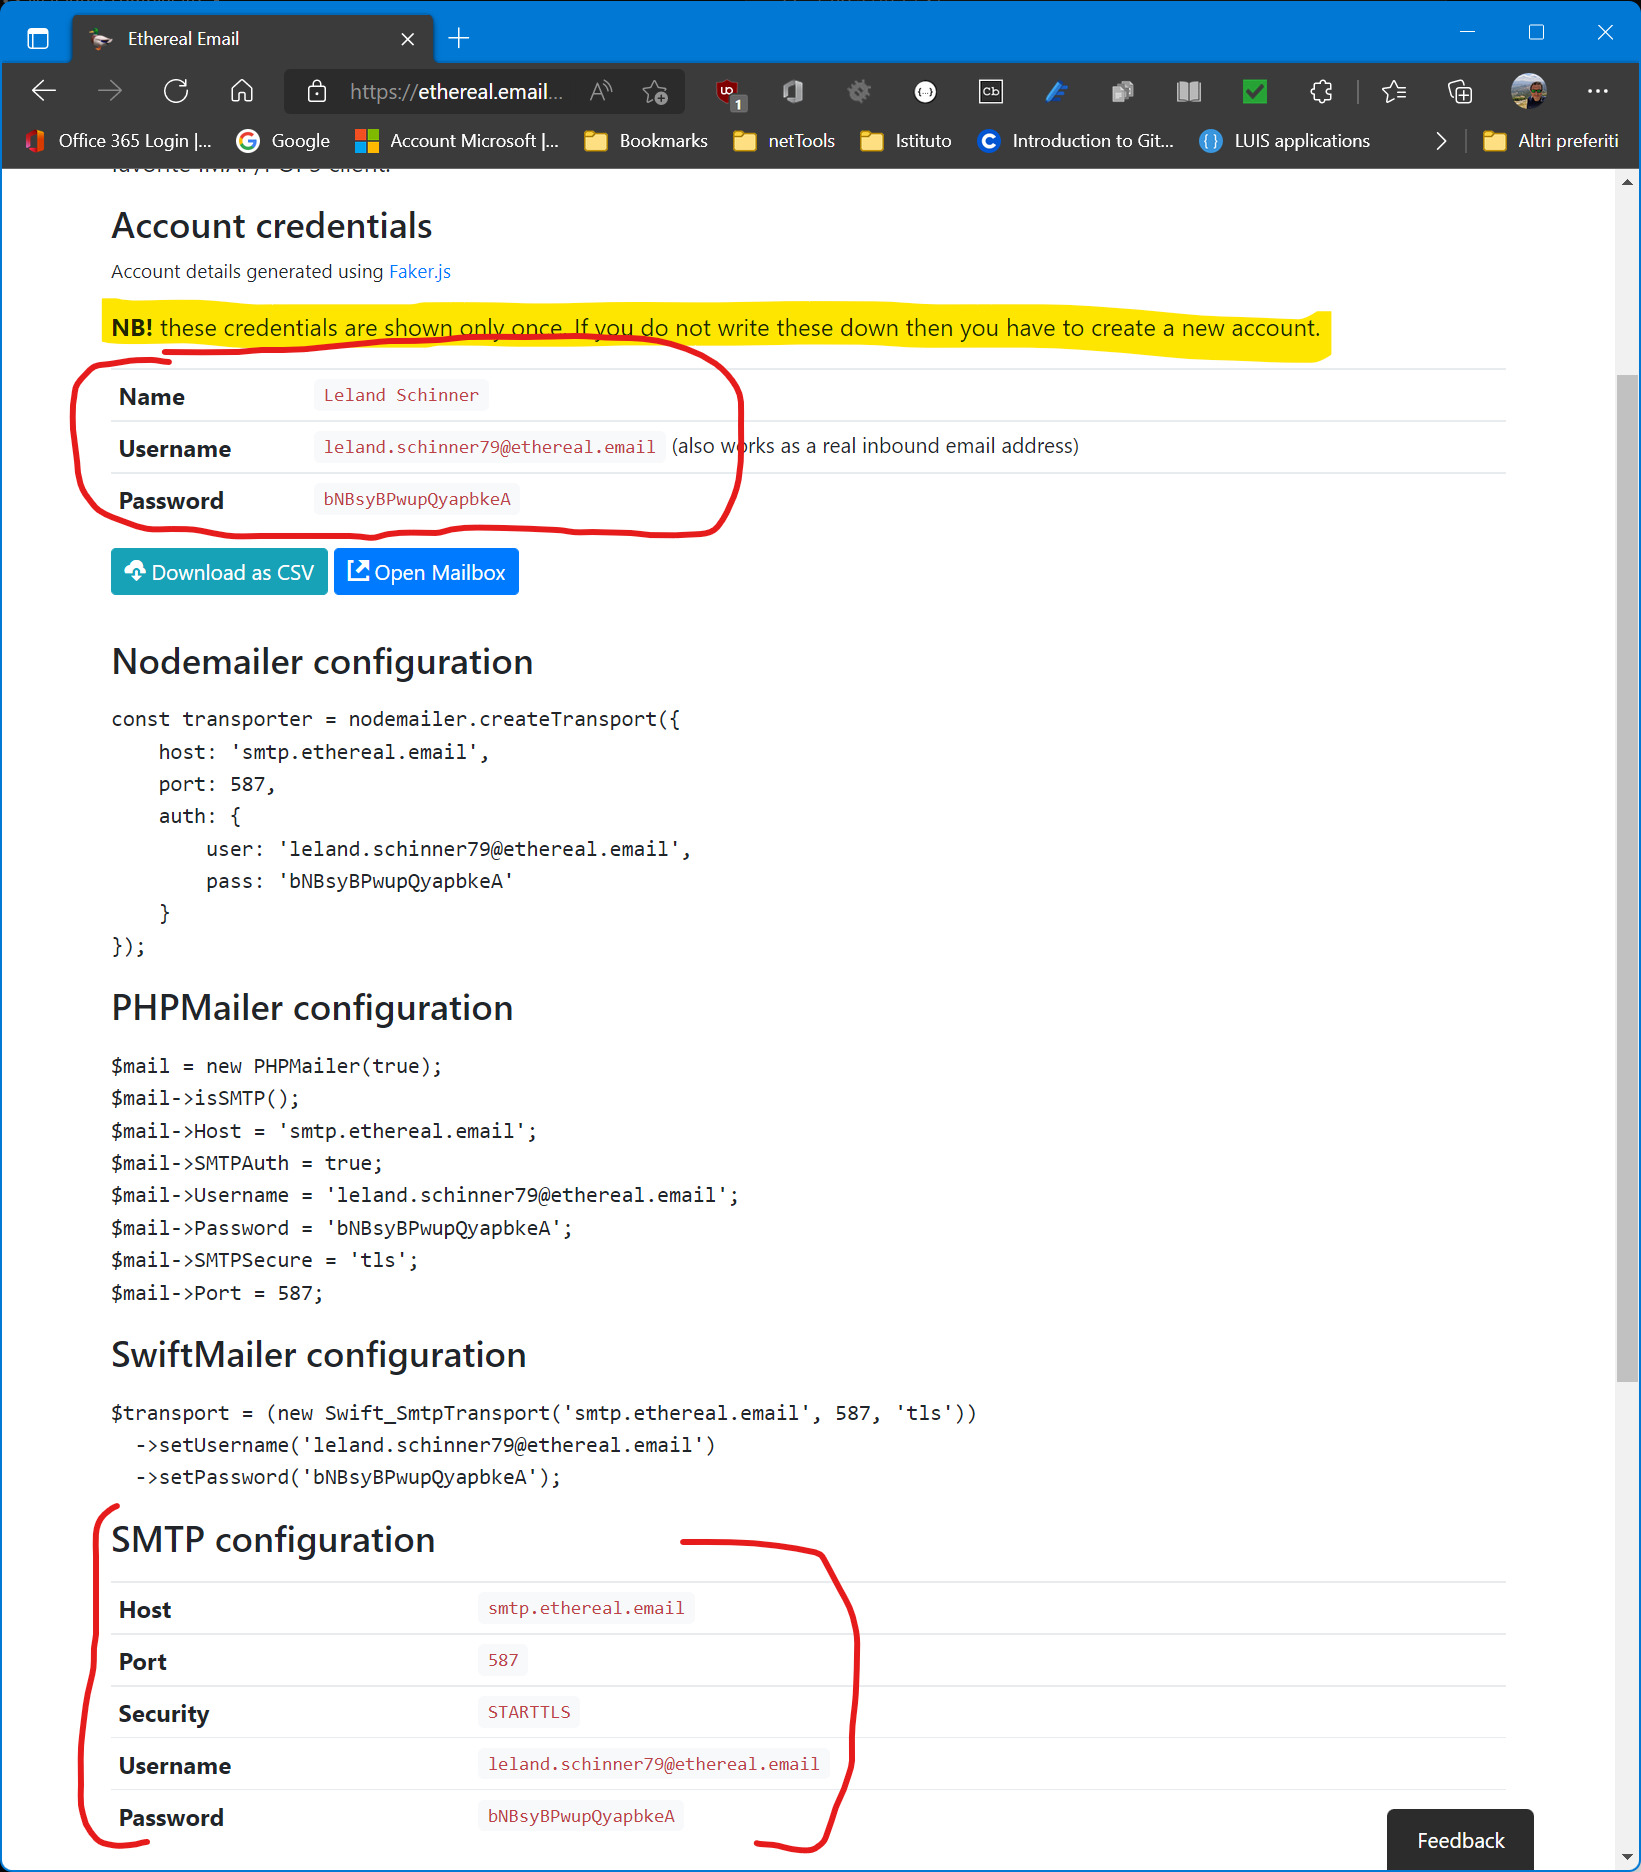 Ethereal Email
https://ethereal.email...
Office 365 Login |...
Google
Account Microsoft |...
Bookmarks
netTools
Istituto
Introduction to Git...
LUIS applications
Altri preferiti
favorite IMAP/POP3 client.
Account credentials
Account details generated using Faker.js
NB! these credentials are shown only once. If you do not write these down then you have to create a new account.
Name Leland Schinner
Username leland.schinner79@ethereal.email (also works as a real inbound email address)
Password bNBsyBPwupQyapbkeA
Download as CSV Open Mailbox
Nodemailer configuration
const transporter = nodemailer.createTransport({
    host: 'smtp.ethereal.email',
    port: 587,
    auth: {
        user: 'leland.schinner79@ethereal.email',
        pass: 'bNBsyBPwupQyapbkeA'
    }
});
PHPMailer configuration
$mail = new PHPMailer(true);
$mail->isSMTP();
$mail->Host = 'smtp.ethereal.email';
$mail->SMTPAuth = true;
$mail->Username = 'leland.schinner79@ethereal.email';
$mail->Password = 'bNBsyBPwupQyapbkeA';
$mail->SMTPSecure = 'tls';
$mail->Port = 587;
SwiftMailer configuration
$transport = (new Swift_SmtpTransport('smtp.ethereal.email', 587, 'tls'))
  ->setUsername('leland.schinner79@ethereal.email')
  ->setPassword('bNBsyBPwupQyapbkeA');
SMTP configuration
Host smtp.ethereal.email
Port 587
Security STARTTLS
Username leland.schinner79@ethereal.email
Password bNBsyBPwupQyapbkeA
Feedback